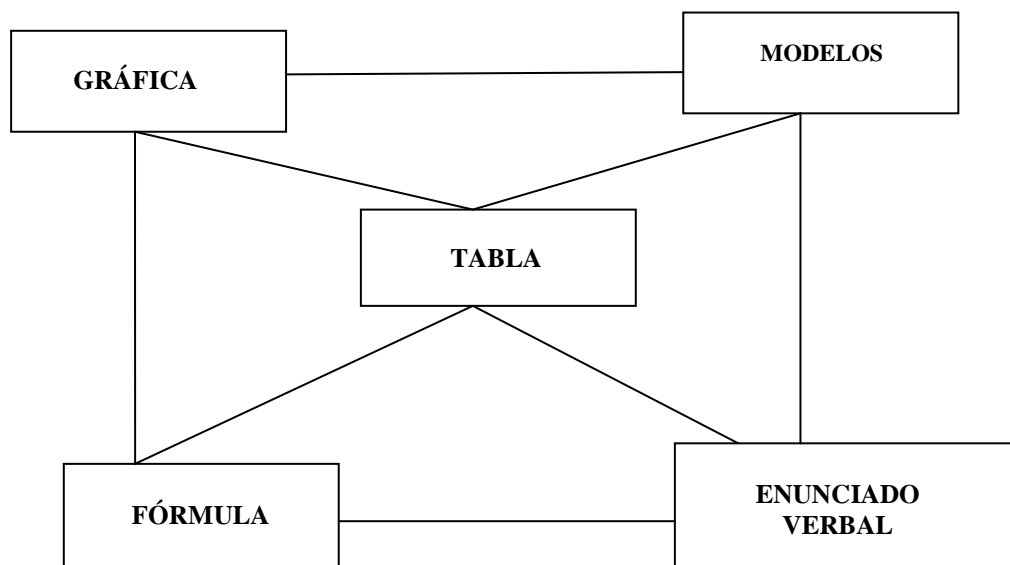 GRÁFICA
MODELOS
TABLA
FÓRMULA
ENUNCIADO
VERBAL